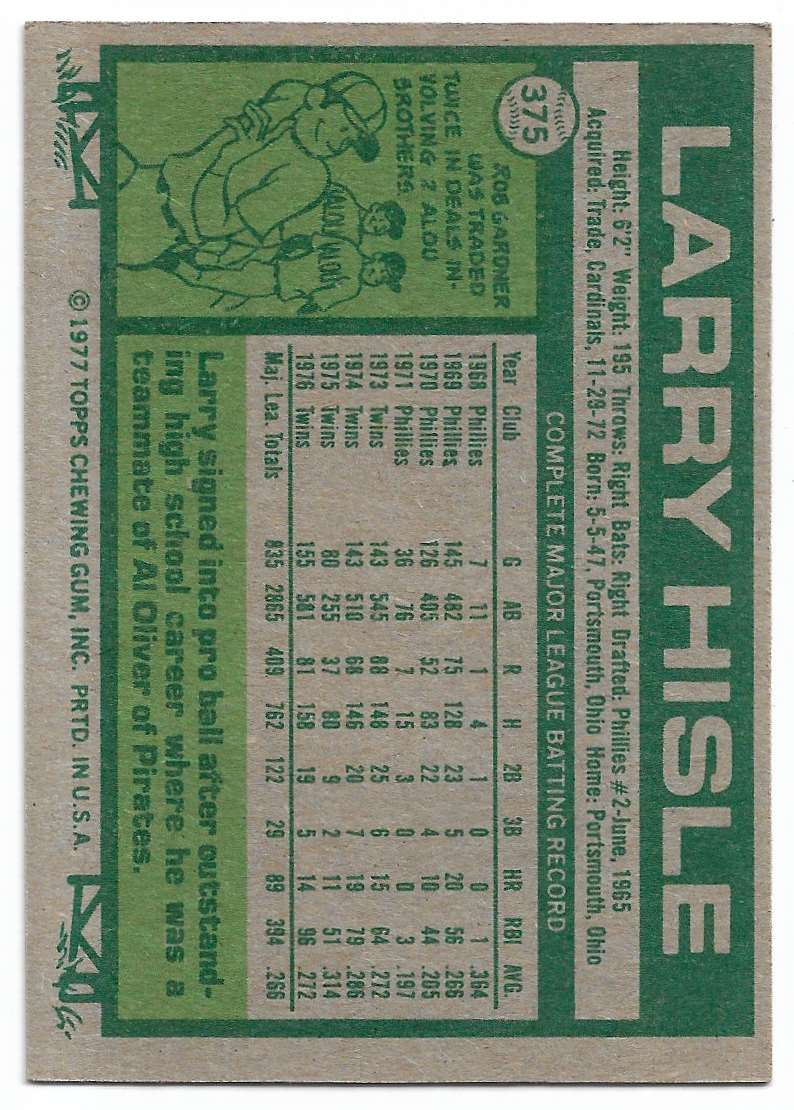 LARRY HISLE
375
Height: 6'2" Weight: 195 Throws: Right Bats: Right Drafted: Phillies #2-June, 1965
Acquired: Trade, Cardinals, 11-29-72 Born: 5-5-47, Portsmouth, Ohio Home: Portsmouth, Ohio
COMPLETE MAJOR LEAGUE BATTING RECORD
Year Club G AB R H 2B 3B HR RBI AVG.
1968 Phillies 7 11 1 4 1 0 0 1 .364
1969 Phillies 145 482 75 128 23 5 20 56 .266
1970 Phillies 126 405 52 83 22 4 10 44 .205
1971 Phillies 36 76 7 15 3 0 0 3 .197
1973 Twins 143 545 88 148 25 6 15 64 .272
1974 Twins 143 510 68 146 20 7 19 79 .286
1975 Twins 80 255 37 80 9 2 11 51 .314
1976 Twins 155 581 81 158 19 5 14 96 .272
Maj. Lea. Totals 835 2865 409 762 122 29 89 394 .266
ROB GARDNER
WAS TRADED
TWICE IN DEALS IN-
VOLVING 2 ALOU
BROTHERS.
ALOU
ALOU
Larry signed into pro ball after outstand-
ing high school career where he was a
teammate of Al Oliver of Pirates.
© 1977 TOPPS CHEWING GUM, INC. PRTD. IN U.S.A.